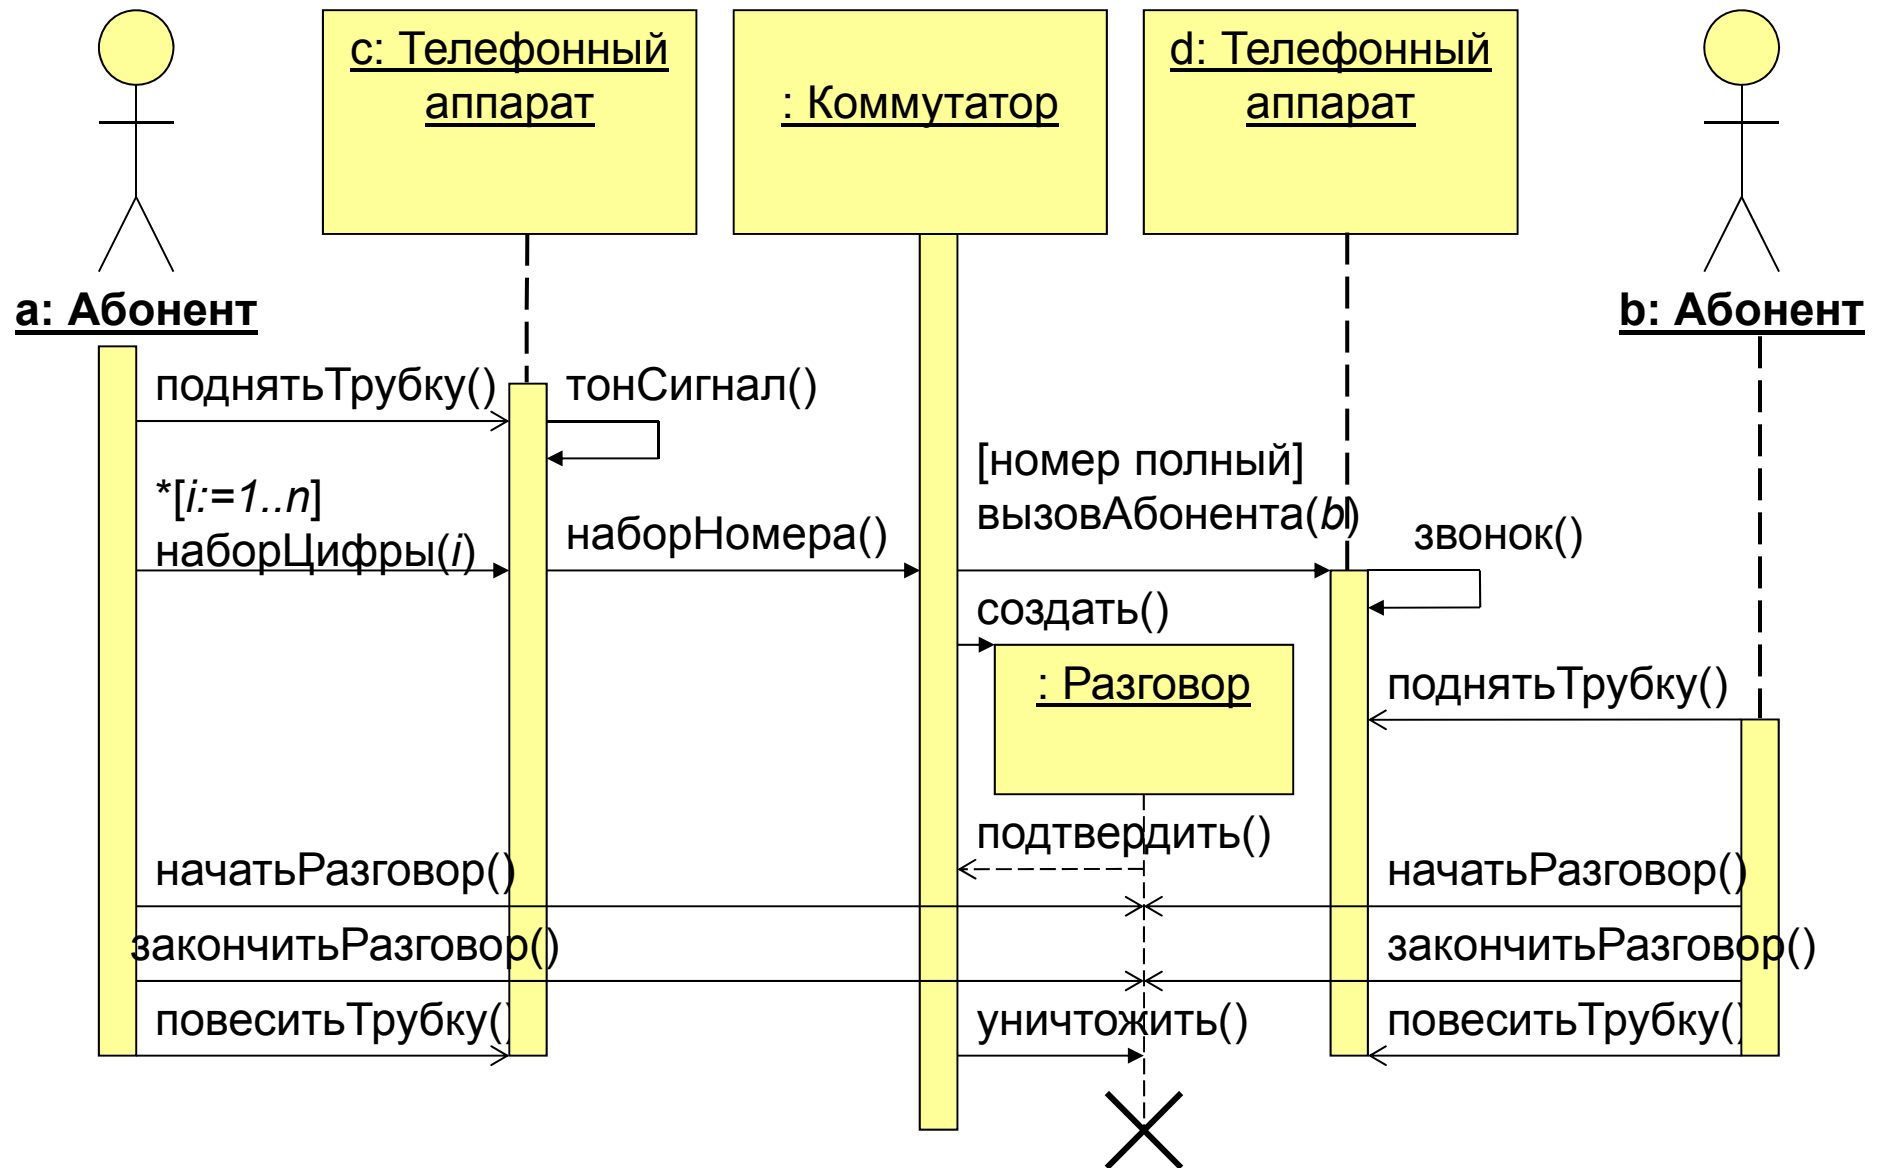 c: Телефонный
аппарат
: Коммутатор
d: Телефонный
аппарат
a: Абонент
b: Абонент
поднятьТрубку()
тонСигнал()
*[i:=1..n]
наборЦифры(i)
наборНомера()
[номер полный]
вызовАбонента(b)
звонок()
создать()
: Разговор
поднятьТрубку()
подтвердить()
начатьРазговор()
начатьРазговор()
закончитьРазговор()
закончитьРазговор()
повеситьТрубку()
уничтожить()
повеситьТрубку()